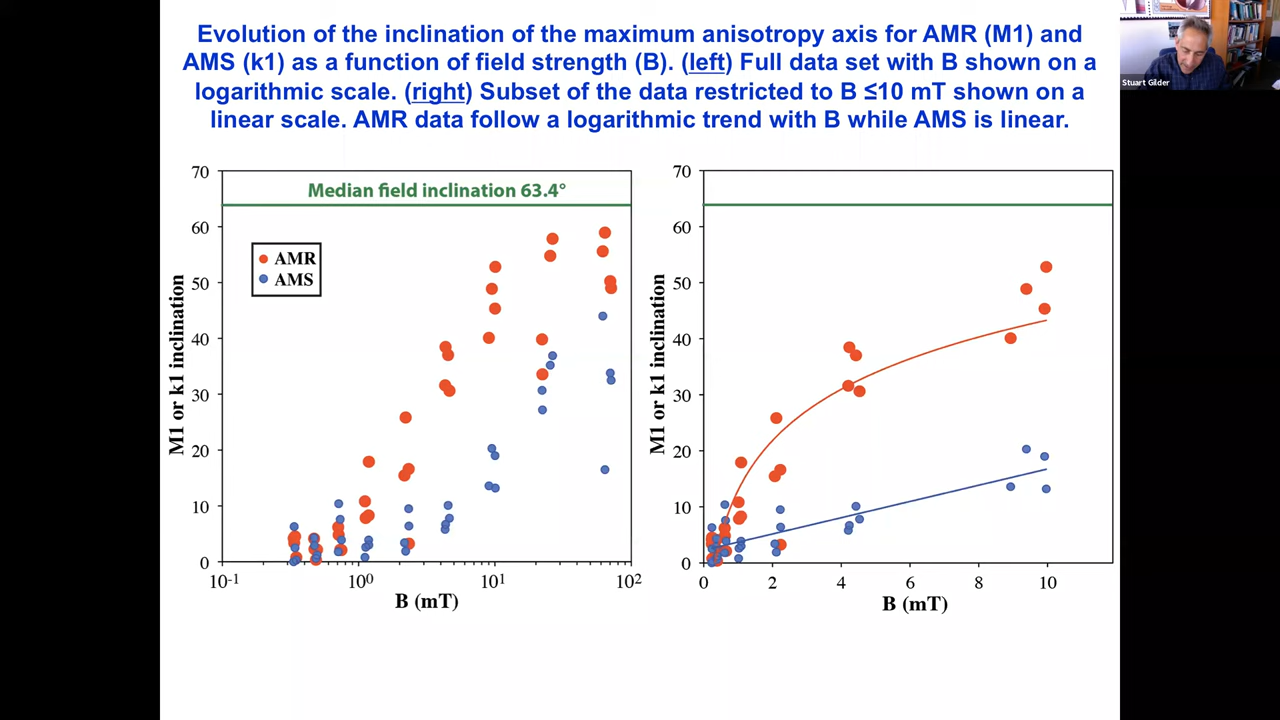 Evolution of the inclination of the maximum anisotropy axis for AMR (M1) and
AMS (k1) as a function of field strength (B). (left) Full data set with B shown on a
logarithmic scale. (right) Subset of the data restricted to B ≤10 mT shown on a
linear scale. AMR data follow a logarithmic trend with B while AMS is linear.
Stuart Gilder
70
60
50
40
30
20
10
0
M1 or k1 inclination
Median field inclination 63.4°
AMR
AMS
10-1
100
101
102
B (mT)
70
60
50
40
30
20
10
0
M1 or k1 inclination
0
2
4
6
8
10
B (mT)